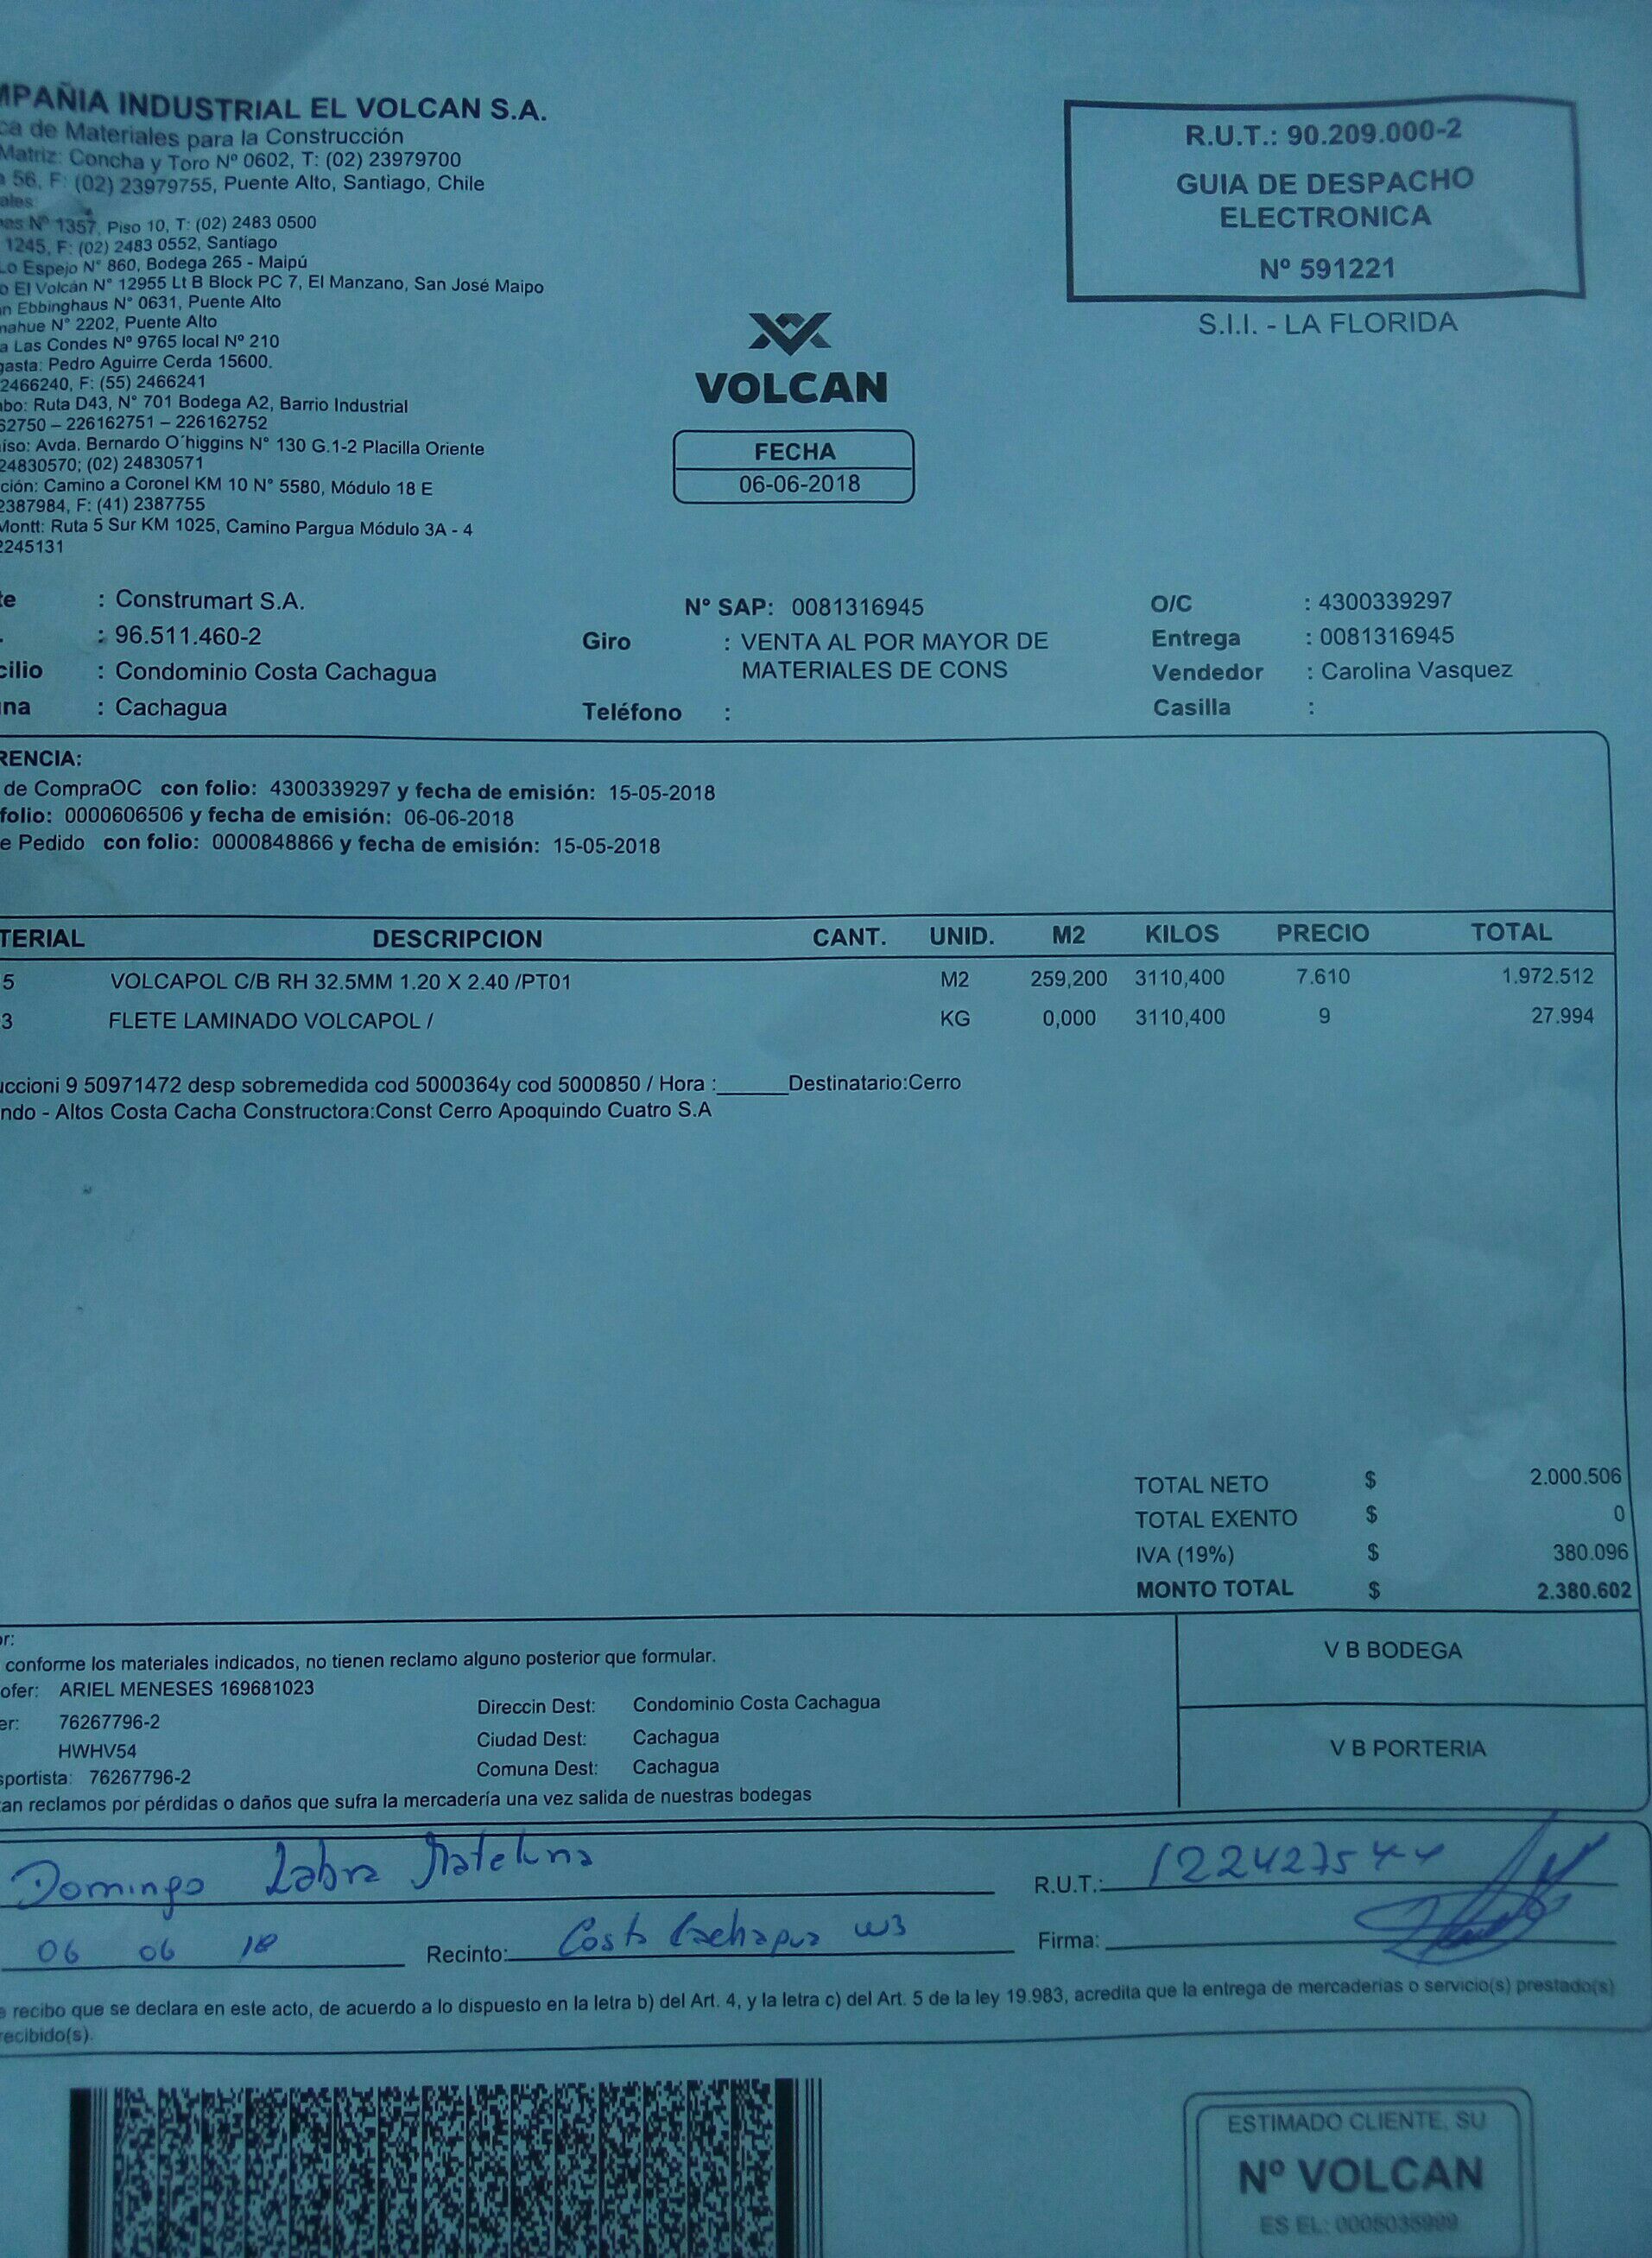 MPAÑIA INDUSTRIAL EL VOLCAN S.A.
ca de Materiales para la Construcción
Matriz: Concha y Toro Nº 0602, T: (02) 23979700
a 56, F: (02) 23979755, Puente Alto, Santiago, Chile
ales:
nas Nº 1357, Piso 10, T: (02) 2483 0500
1245, F: (02) 2483 0552, Santiago
Lo Espejo N° 860, Bodega 265 - Maipú
o El Volcán N° 12955 Lt B Block PC 7, El Manzano, San José Maipo
n Ebbinghaus N° 0631, Puente Alto
nahue N° 2202, Puente Alto
a Las Condes Nº 9765 local Nº 210
gasta: Pedro Aguirre Cerda 15600.
2466240, F: (55) 2466241
nbo: Ruta D43, N° 701 Bodega A2, Barrio Industrial
62750 – 226162751 – 226162752
íso: Avda. Bernardo O´higgins N° 130 G.1-2 Placilla Oriente
24830570; (02) 24830571
ción: Camino a Coronel KM 10 N° 5580, Módulo 18 E
2387984, F: (41) 2387755
Montt: Ruta 5 Sur KM 1025, Camino Pargua Módulo 3A - 4
2245131
VOLCAN
FECHA
06-06-2018
R.U.T.: 90.209.000-2
GUIA DE DESPACHO
ELECTRONICA
Nº 591221
S.I.I. - LA FLORIDA
te : Construmart S.A.
. : 96.511.460-2
cilio : Condominio Costa Cachagua
una : Cachagua
N° SAP: 0081316945
Giro : VENTA AL POR MAYOR DE
MATERIALES DE CONS
Teléfono :
O/C : 4300339297
Entrega : 0081316945
Vendedor : Carolina Vasquez
Casilla :
RENCIA:
de CompraOC con folio: 4300339297 y fecha de emisión: 15-05-2018
folio: 0000606506 y fecha de emisión: 06-06-2018
e Pedido con folio: 0000848866 y fecha de emisión: 15-05-2018
TERIAL DESCRIPCION CANT. UNID. M2 KILOS PRECIO TOTAL
5 VOLCAPOL C/B RH 32.5MM 1.20 X 2.40 /PT01 M2 259,200 3110,400 7.610 1.972.512
3 FLETE LAMINADO VOLCAPOL / KG 0,000 3110,400 9 27.994
uccioni 9 50971472 desp sobremedida cod 5000364y cod 5000850 / Hora :______Destinatario:Cerro
ndo - Altos Costa Cacha Constructora:Const Cerro Apoquindo Cuatro S.A
TOTAL NETO $ 2.000.506
TOTAL EXENTO $ 0
IVA (19%) $ 380.096
MONTO TOTAL $ 2.380.602
or:
conforme los materiales indicados, no tienen reclamo alguno posterior que formular.
ofer: ARIEL MENESES 169681023
er: 76267796-2
HWHV54
sportista: 76267796-2
Direccin Dest: Condominio Costa Cachagua
Ciudad Dest: Cachagua
Comuna Dest: Cachagua
tan reclamos por pérdidas o daños que sufra la mercadería una vez salida de nuestras bodegas
V B BODEGA
V B PORTERIA
Domingo Labra R.U.T.:
06 06 18 Recinto: Costa Cachagua Firma:
e recibo que se declara en este acto, de acuerdo a lo dispuesto en la letra b) del Art. 4, y la letra c) del Art. 5 de la ley 19.983, acredita que la entrega de mercaderias o servicio(s) prestado(s)
recibido(s).
ESTIMADO CLIENTE, SU
Nº VOLCAN
ES EL: 0005035999